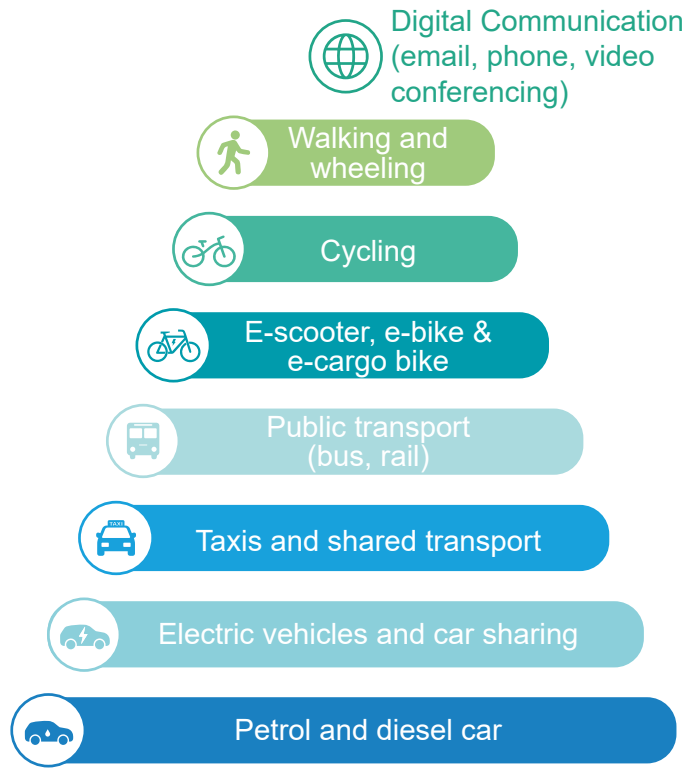 Digital Communication
(email, phone, video
conferencing)
Walking and
wheeling
Cycling
E-scooter, e-bike &
e-cargo bike
Public transport
(bus, rail)
TAXI
Taxis and shared transport
Electric vehicles and car sharing
Petrol and diesel car